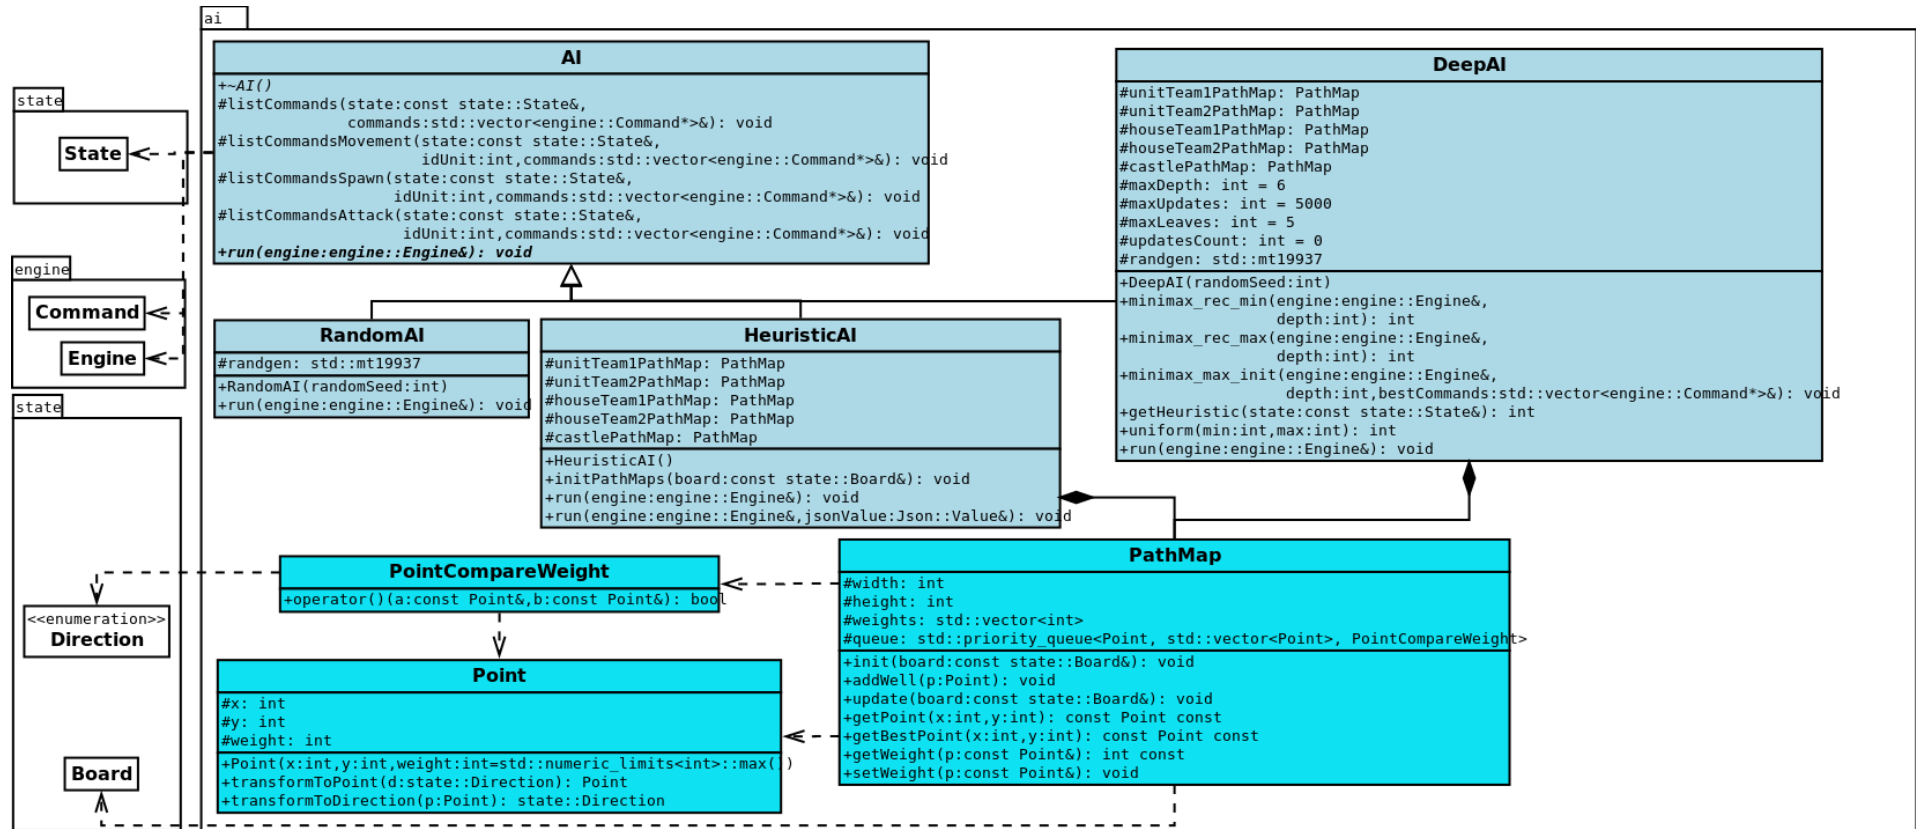 ai
AI
+~AI()
#listCommands(state:const state::State&,
commands:std::vector<engine::Command*>&): void
#listCommandsMovement(state:const state::State&,
idUnit:int,commands:std::vector<engine::Command*>&): void
#listCommandsSpawn(state:const state::State&,
idUnit:int,commands:std::vector<engine::Command*>&): void
#listCommandsAttack(state:const state::State&,
idUnit:int,commands:std::vector<engine::Command*>&): void
+run(engine:engine::Engine&): void
DeepAI
#unitTeam1PathMap: PathMap
#unitTeam2PathMap: PathMap
#houseTeam1PathMap: PathMap
#houseTeam2PathMap: PathMap
#castlePathMap: PathMap
#maxDepth: int = 6
#maxUpdates: int = 5000
#maxLeaves: int = 5
#updatesCount: int = 0
#randgen: std::mt19937
+DeepAI(randomSeed:int)
+minimax_rec_min(engine:engine::Engine&,
depth:int): int
+minimax_rec_max(engine:engine::Engine&,
depth:int): int
+minimax_max_init(engine:engine::Engine&,
depth:int,bestCommands:std::vector<engine::Command*>&): void
+getHeuristic(state:const state::State&): int
+uniform(min:int,max:int): int
+run(engine:engine::Engine&): void
state
State
engine
Command
Engine
RandomAI
#randgen: std::mt19937
+RandomAI(randomSeed:int)
+run(engine:engine::Engine&): void
HeuristicAI
#unitTeam1PathMap: PathMap
#unitTeam2PathMap: PathMap
#houseTeam1PathMap: PathMap
#houseTeam2PathMap: PathMap
#castlePathMap: PathMap
+HeuristicAI()
+initPathMaps(board:const state::Board&): void
+run(engine:engine::Engine&): void
+run(engine:engine::Engine&,jsonValue:Json::Value&): void
state
<<enumeration>>
Direction
Board
PointCompareWeight
+operator()(a:const Point&,b:const Point&): bool
Point
#x: int
#y: int
#weight: int
+Point(x:int,y:int,weight:int=std::numeric_limits<int>::max())
+transformToPoint(d:state::Direction): Point
+transformToDirection(p:Point): state::Direction
PathMap
#width: int
#height: int
#weights: std::vector<int>
#queue: std::priority_queue<Point, std::vector<Point>, PointCompareWeight>
+init(board:const state::Board&): void
+addWell(p:Point): void
+update(board:const state::Board&): void
+getPoint(x:int,y:int): const Point const
+getBestPoint(x:int,y:int): const Point const
+getWeight(p:const Point&): int const
+setWeight(p:const Point&): void